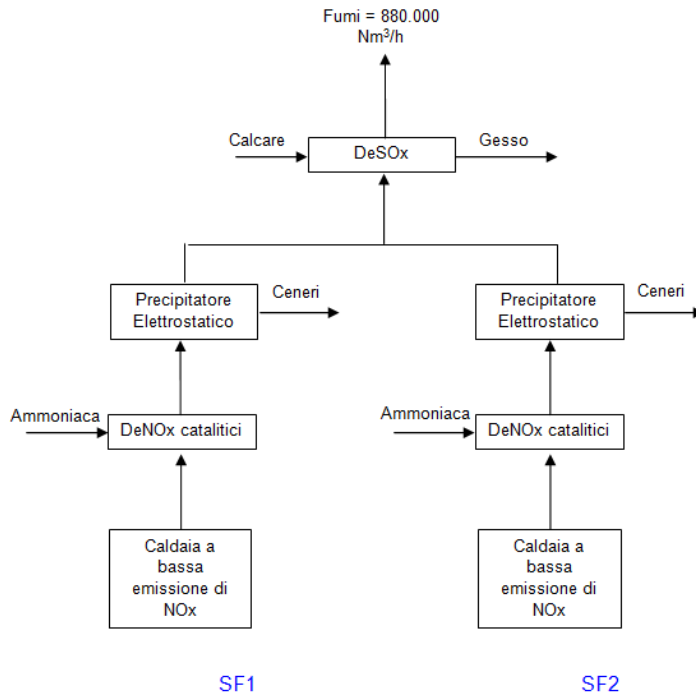 Fumi = 880.000
Nm³/h
Calcare
DeSOx
Gesso
Precipitatore
Elettrostatico
Ceneri
Precipitatore
Elettrostatico
Ceneri
Ammoniaca
DeNOx catalitici
Ammoniaca
DeNOx catalitici
Caldaia a
bassa
emissione di
NOx
Caldaia a
bassa
emissione di
NOx
SF1
SF2